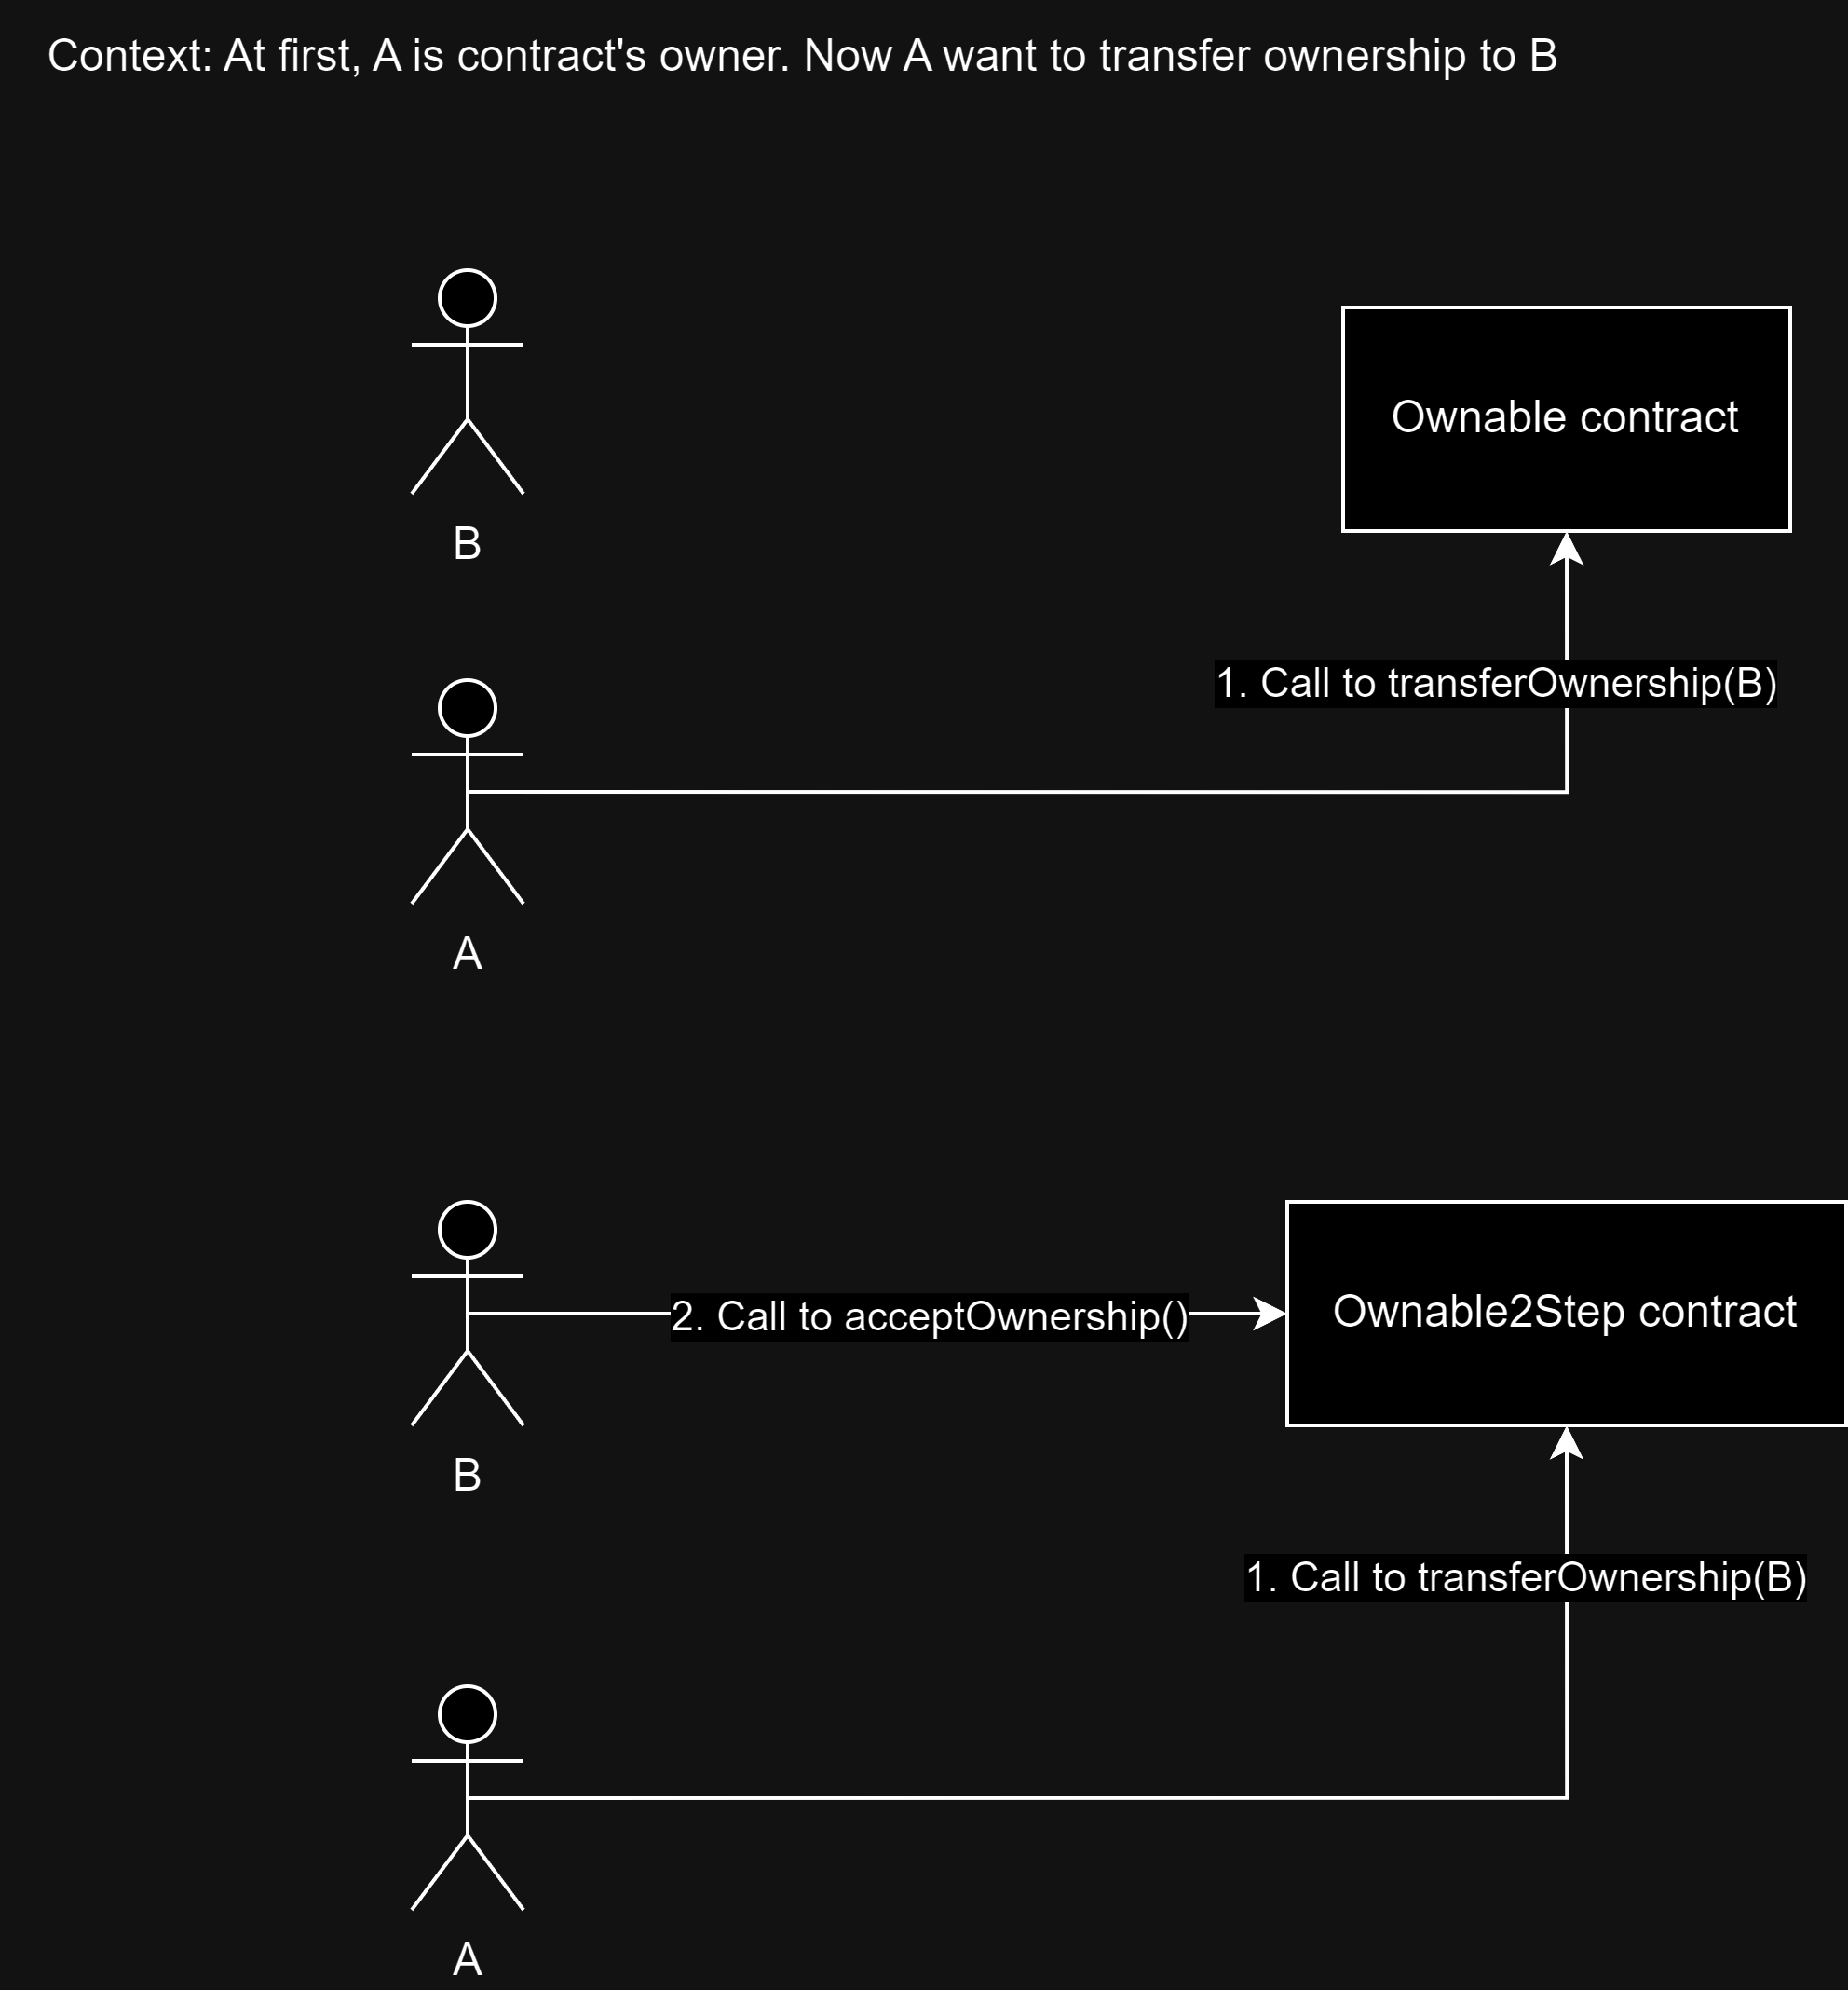 Context: At first, A is contract's owner. Now A want to transfer ownership to B
Ownable contract
B
1. Call to transferOwnership(B)
A
2. Call to acceptOwnership()
Ownable2Step contract
B
1. Call to transferOwnership(B)
A